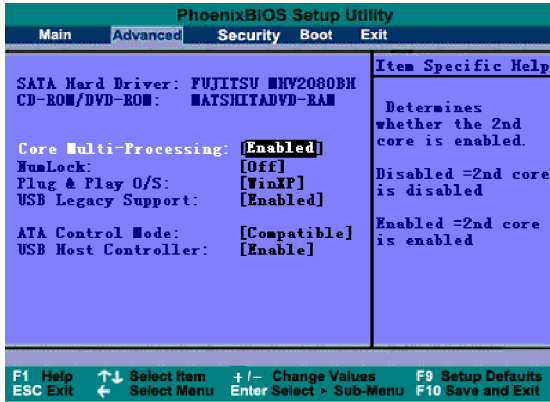 PhoenixBIOS Setup Utility
Main Advanced Security Boot Exit
Item Specific Help
SATA Hard Driver: FUJITSU MHV2080BH
CD-ROM/DVD-ROM: MATSHITADVD-RAM
Core Multi-Processing: [Enabled]
NumLock: [Off]
Plug & Play O/S: [WinXP]
USB Legacy Support: [Enabled]
ATA Control Mode: [Compatible]
USB Host Controller: [Enable]
Determines
whether the 2nd
core is enabled.
Disabled =2nd core
is disabled
Enabled =2nd core
is enabled
F1 Help ↑↓ Select Item +/− Change Values F9 Setup Defaults
ESC Exit ← Select Menu Enter Select ▸ Sub-Menu F10 Save and Exit